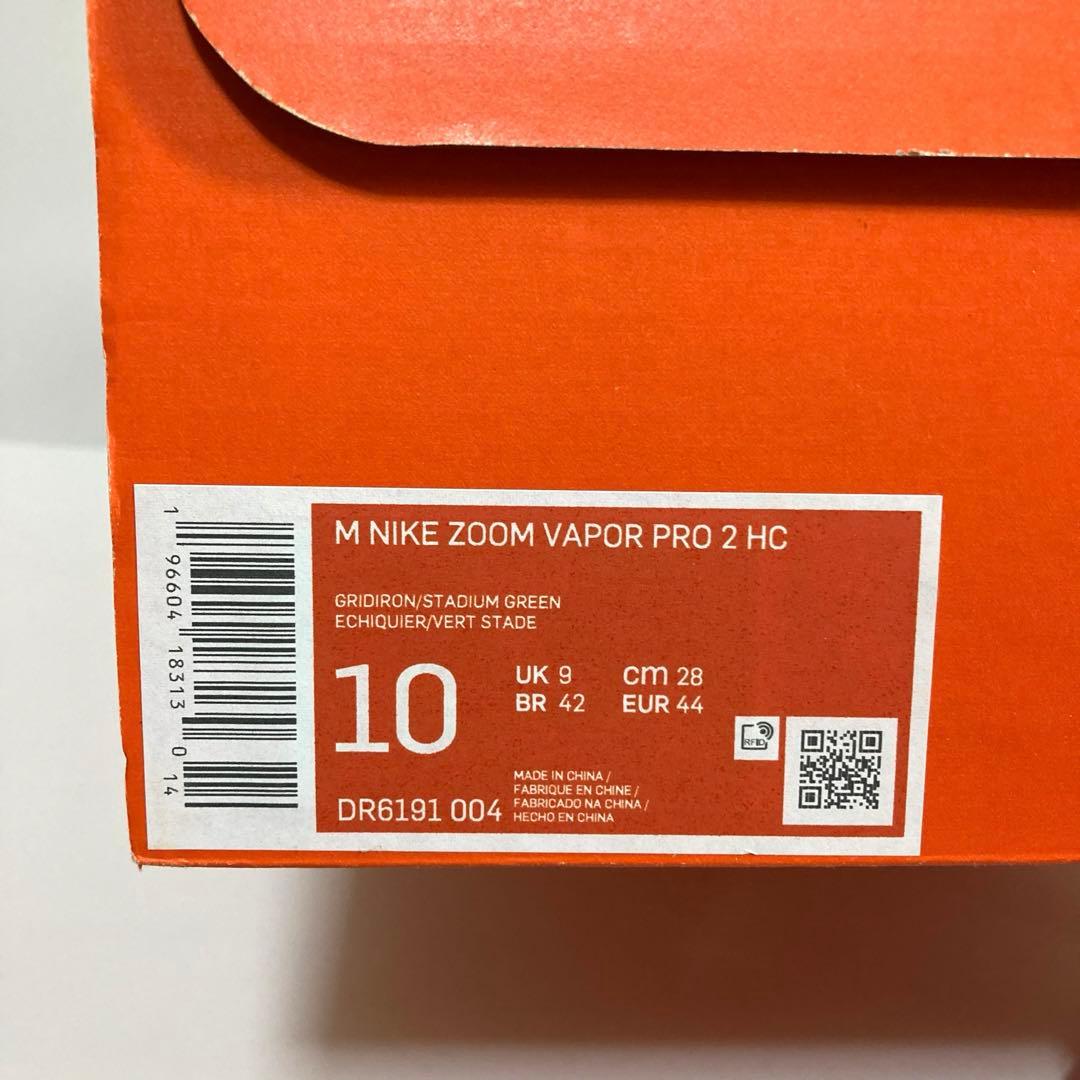 M NIKE ZOOM VAPOR PRO 2 HC
GRIDIRON/STADIUM GREEN
ECHIQUIER/VERT STADE
10
UK 9 cm 28
BR 42 EUR 44
DR6191 004
MADE IN CHINA /
FABRIQUE EN CHINE /
FABRICADO NA CHINA /
HECHO EN CHINA
RFID
1 96604 18313 0 14